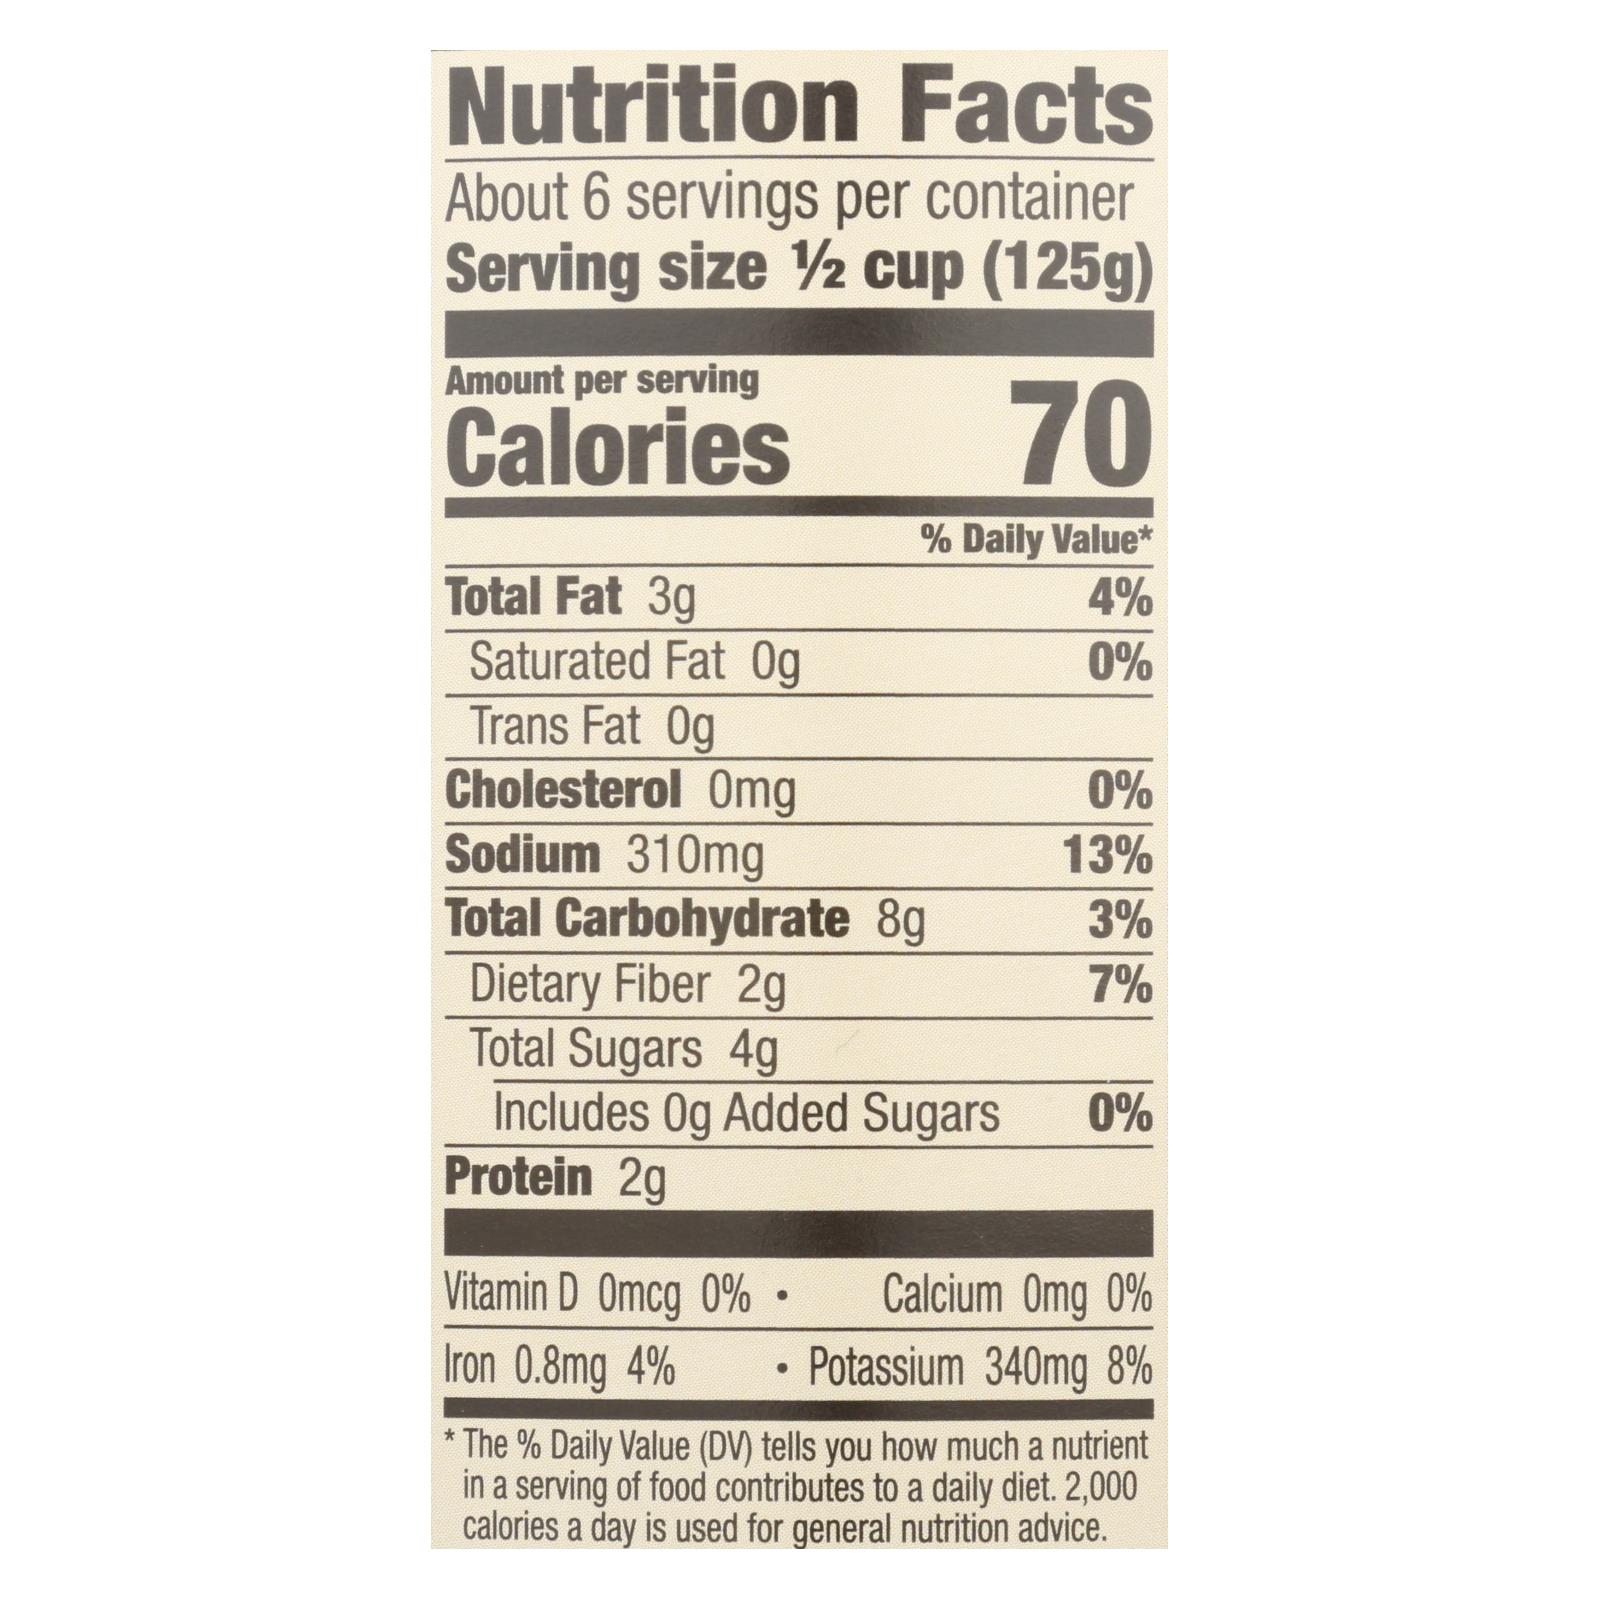 Nutrition Facts
About 6 servings per container
Serving size ½ cup (125g)
Amount per serving
Calories 70
% Daily Value*
Total Fat 3g 4%
Saturated Fat 0g 0%
Trans Fat 0g
Cholesterol 0mg 0%
Sodium 310mg 13%
Total Carbohydrate 8g 3%
Dietary Fiber 2g 7%
Total Sugars 4g
Includes 0g Added Sugars 0%
Protein 2g
Vitamin D 0mcg 0% • Calcium 0mg 0%
Iron 0.8mg 4% • Potassium 340mg 8%
* The % Daily Value (DV) tells you how much a nutrient
in a serving of food contributes to a daily diet. 2,000
calories a day is used for general nutrition advice.